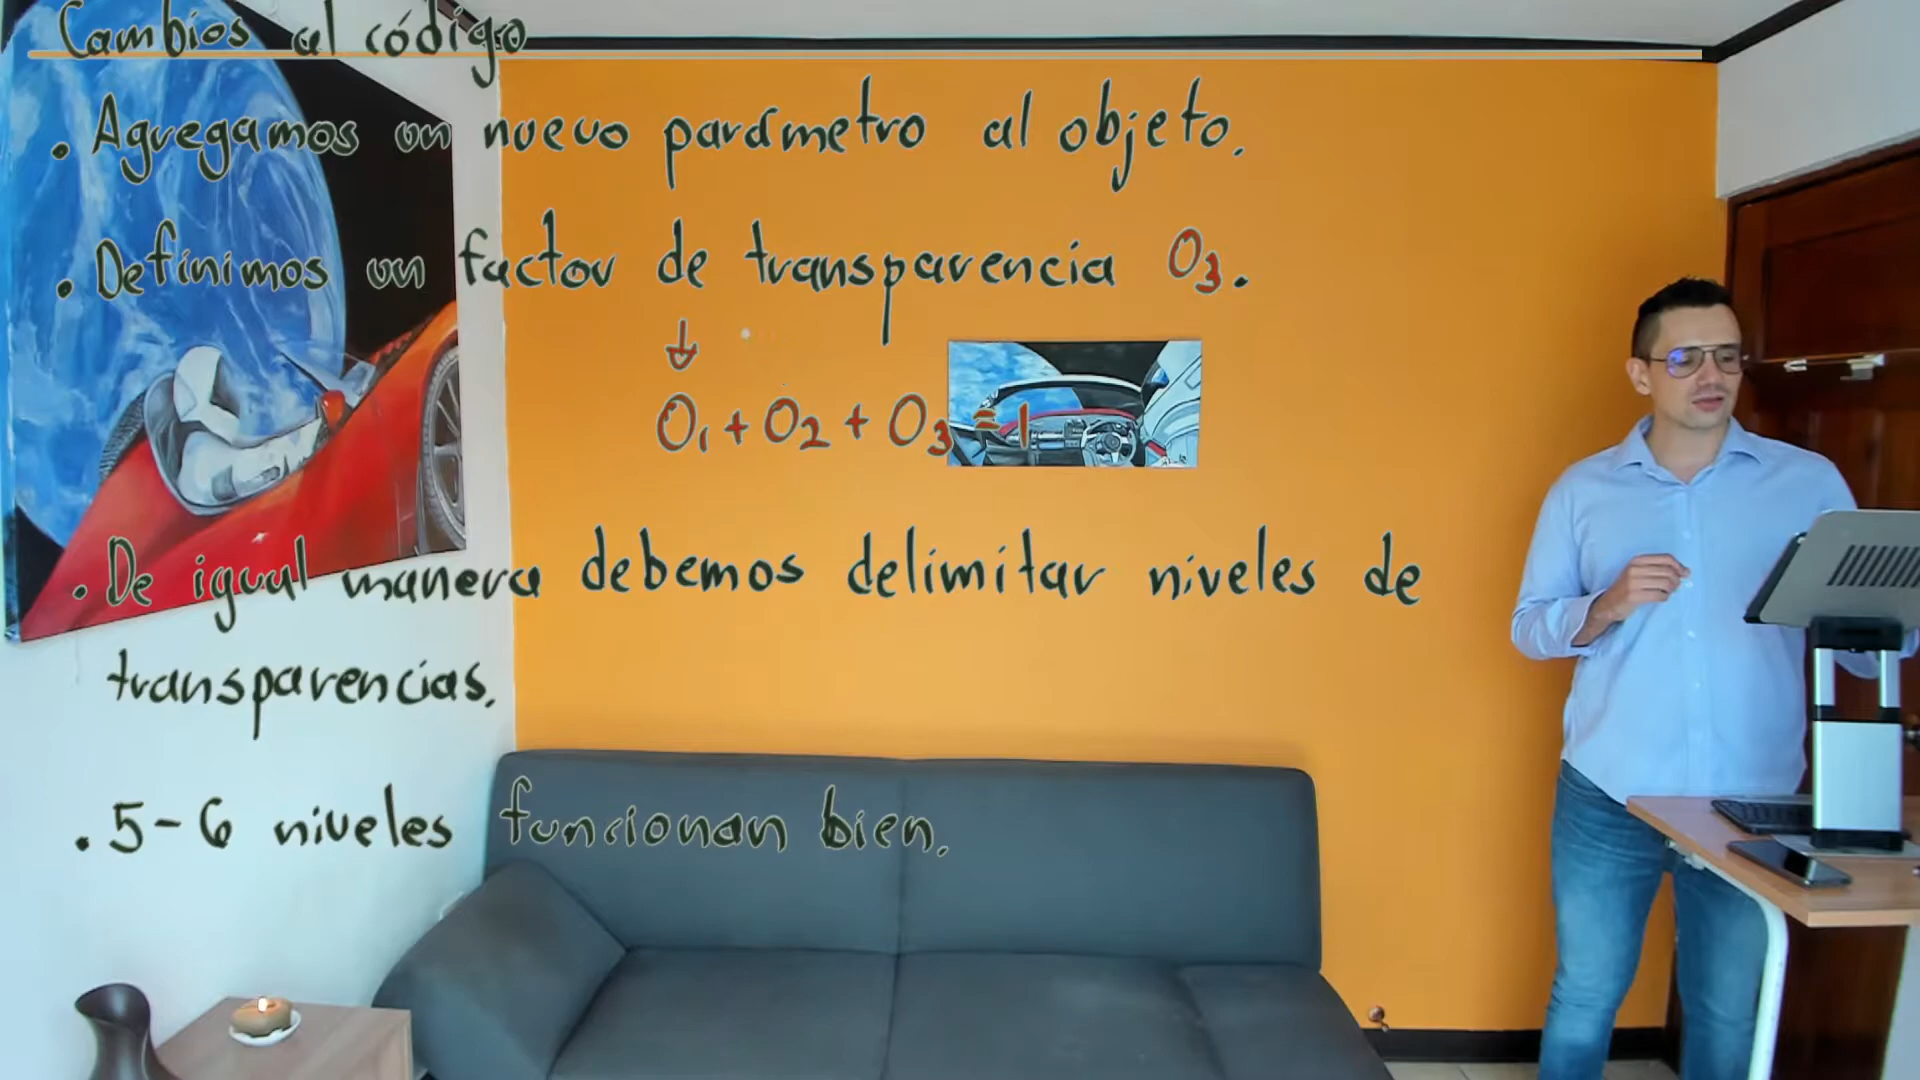 Cambios al código
. Agregamos un nuevo parámetro al objeto.
. Definimos un factor de transparencia O₃.
O₁ + O₂ + O₃ = 1
. De igual manera debemos delimitar niveles de
transparencias.
. 5-6 niveles funcionan bien.